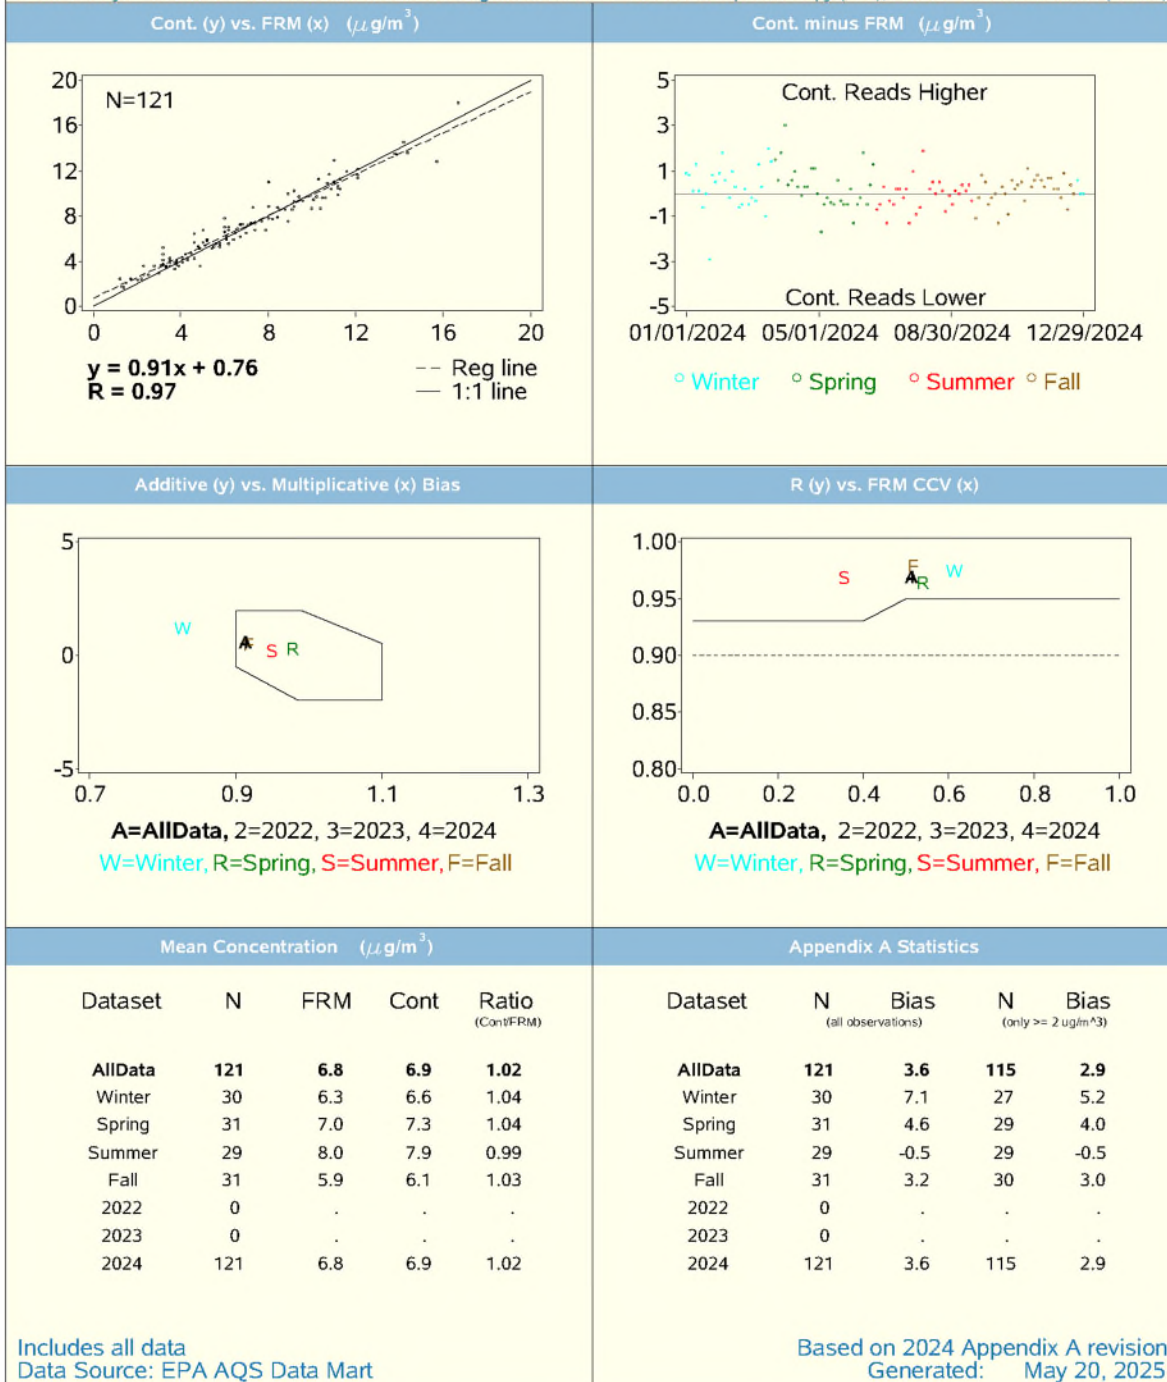 Cont. (y) vs. FRM (x) (μg/m³)
20
16
12
8
4
0
N=121
0 4 8 12 16 20
y = 0.91x + 0.76
R = 0.97
Reg line
1:1 line
Cont. minus FRM (μg/m³)
5
3
1
-1
-3
-5
Cont. Reads Higher
Cont. Reads Lower
01/01/2024 05/01/2024 08/30/2024 12/29/2024
Winter Spring Summer Fall
Additive (y) vs. Multiplicative (x) Bias
5
0
-5
W
A
F
S
R
0.7 0.9 1.1 1.3
A=AllData, 2=2022, 3=2023, 4=2024
W=Winter, R=Spring, S=Summer, F=Fall
R (y) vs. FRM CCV (x)
1.00
0.95
0.90
0.85
0.80
S
F
A
R
W
0.0 0.2 0.4 0.6 0.8 1.0
A=AllData, 2=2022, 3=2023, 4=2024
W=Winter, R=Spring, S=Summer, F=Fall
Mean Concentration (μg/m³)
Dataset N FRM Cont Ratio
(Cont/FRM)
AllData 121 6.8 6.9 1.02
Winter 30 6.3 6.6 1.04
Spring 31 7.0 7.3 1.04
Summer 29 8.0 7.9 0.99
Fall 31 5.9 6.1 1.03
2022 0 . . .
2023 0 . . .
2024 121 6.8 6.9 1.02
Appendix A Statistics
Dataset N Bias N Bias
(all observations) (only >= 2 ug/m^3)
AllData 121 3.6 115 2.9
Winter 30 7.1 27 5.2
Spring 31 4.6 29 4.0
Summer 29 -0.5 29 -0.5
Fall 31 3.2 30 3.0
2022 0 . . .
2023 0 . . .
2024 121 3.6 115 2.9
Includes all data
Data Source: EPA AQS Data Mart
Based on 2024 Appendix A revision
Generated: May 20, 2025